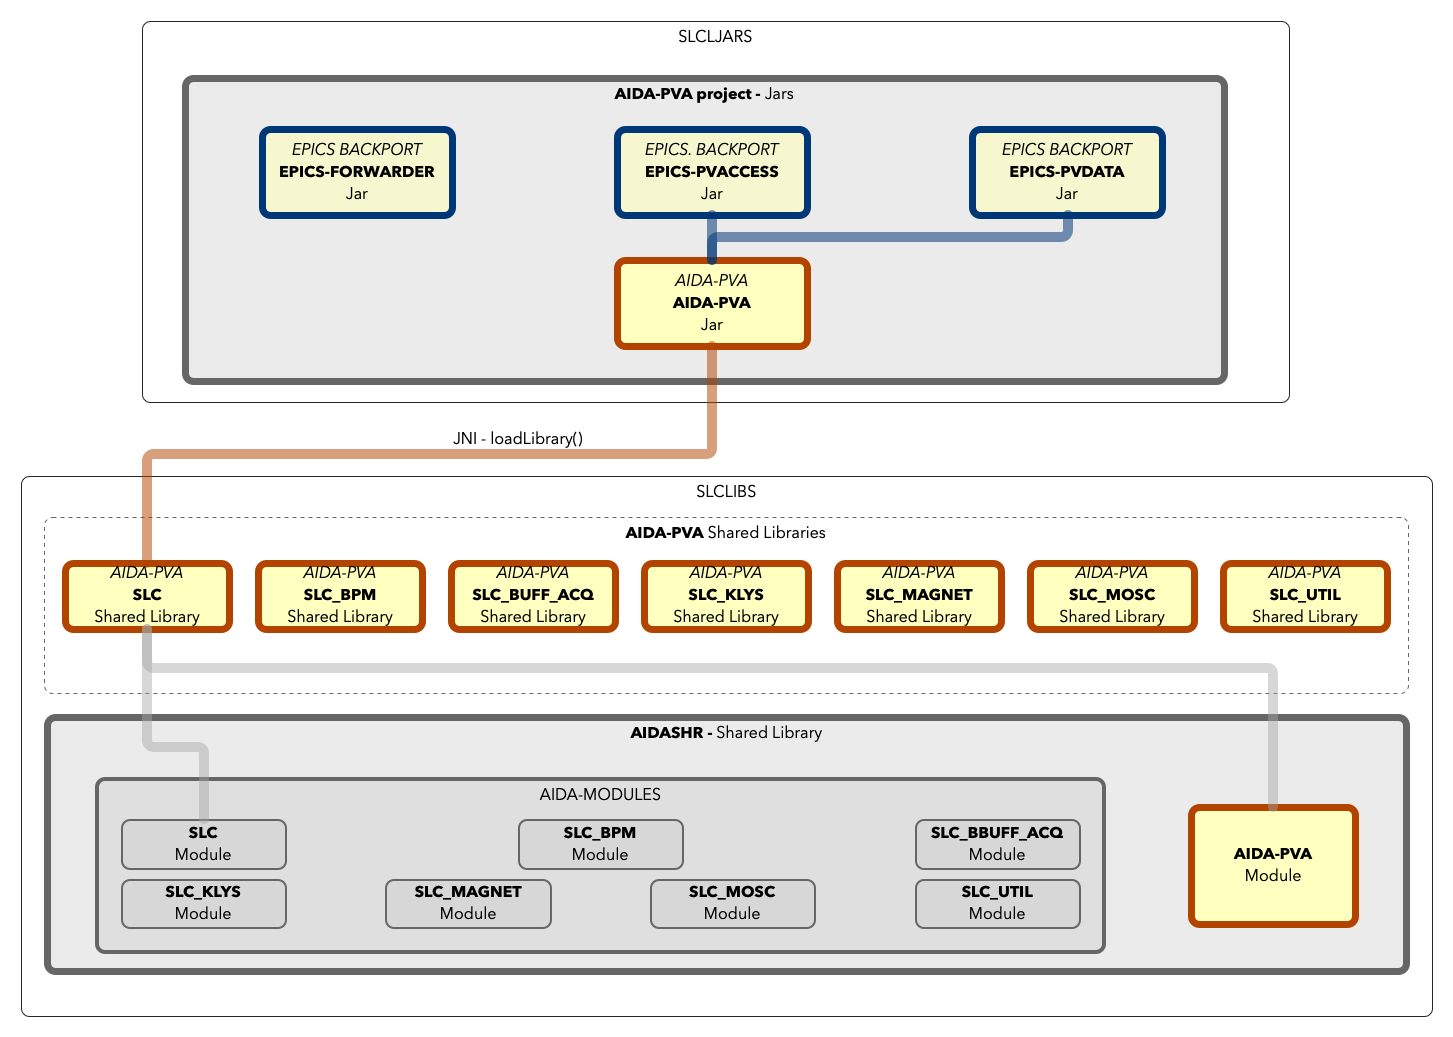 SLCLJARS
AIDA-PVA project - Jars
EPICS BACKPORT
EPICS-FORWARDER
Jar
EPICS. BACKPORT
EPICS-PVACCESS
Jar
EPICS BACKPORT
EPICS-PVDATA
Jar
AIDA-PVA
AIDA-PVA
Jar
JNI - loadLibrary()
SLCLIBS
AIDA-PVA Shared Libraries
AIDA-PVA
SLC
Shared Library
AIDA-PVA
SLC_BPM
Shared Library
AIDA-PVA
SLC_BUFF_ACQ
Shared Library
AIDA-PVA
SLC_KLYS
Shared Library
AIDA-PVA
SLC_MAGNET
Shared Library
AIDA-PVA
SLC_MOSC
Shared Library
AIDA-PVA
SLC_UTIL
Shared Library
AIDASHR - Shared Library
AIDA-MODULES
SLC
Module
SLC_BPM
Module
SLC_BBUFF_ACQ
Module
SLC_KLYS
Module
SLC_MAGNET
Module
SLC_MOSC
Module
SLC_UTIL
Module
AIDA-PVA
Module